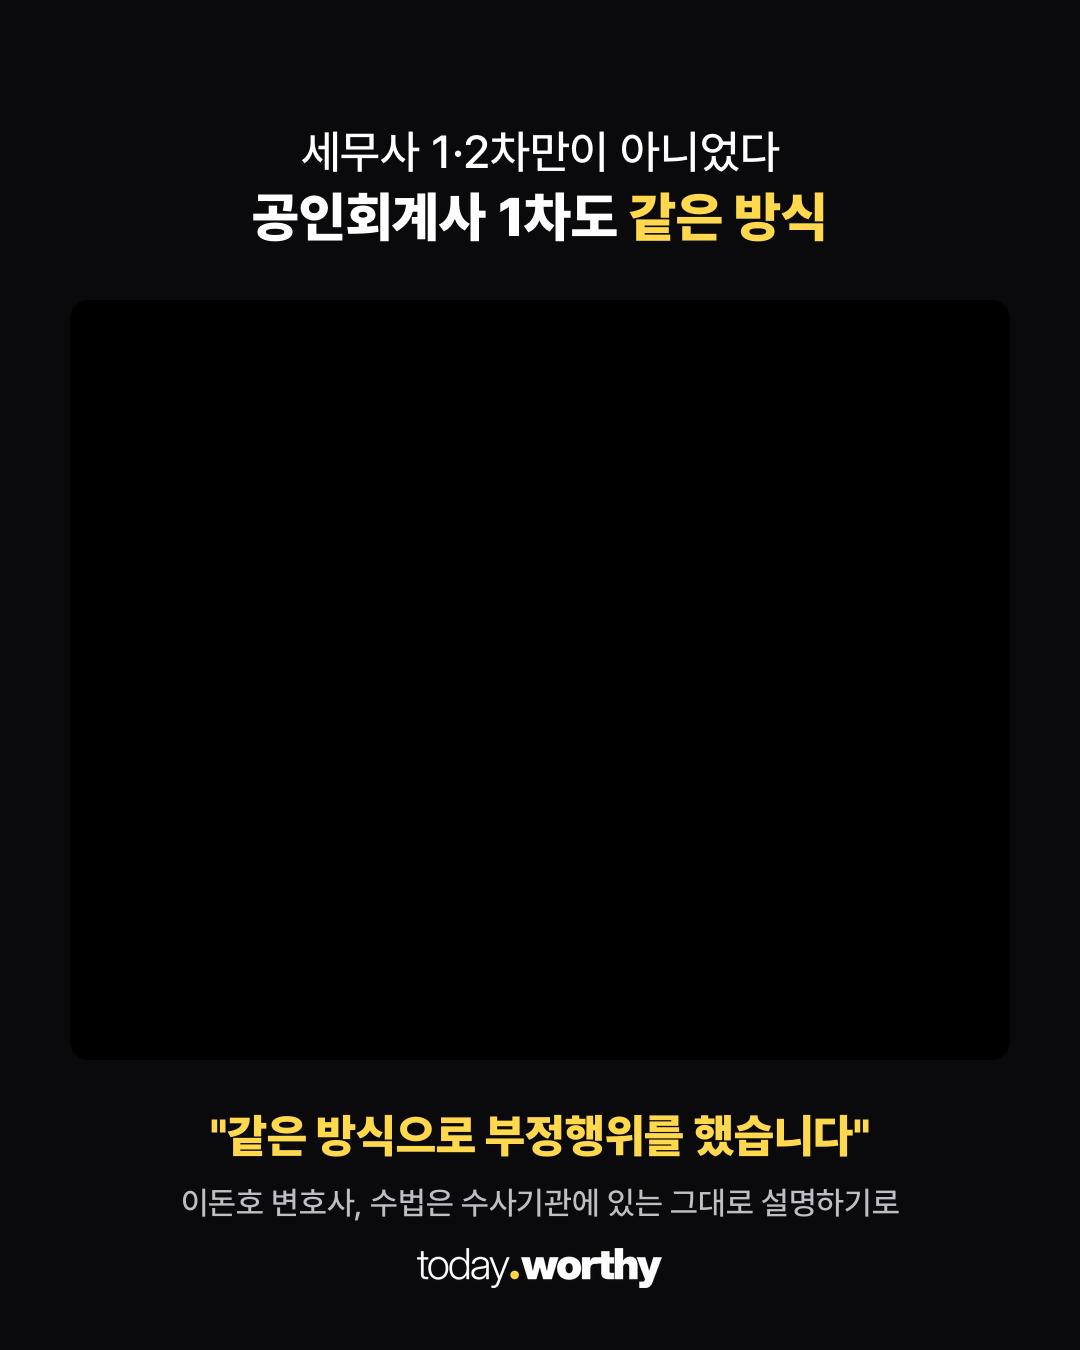 세무사 1·2차만이 아니었다
공인회계사 1차도 같은 방식
"같은 방식으로 부정행위를 했습니다"
이돈호 변호사, 수법은 수사기관에 있는 그대로 설명하기로
today.worthy